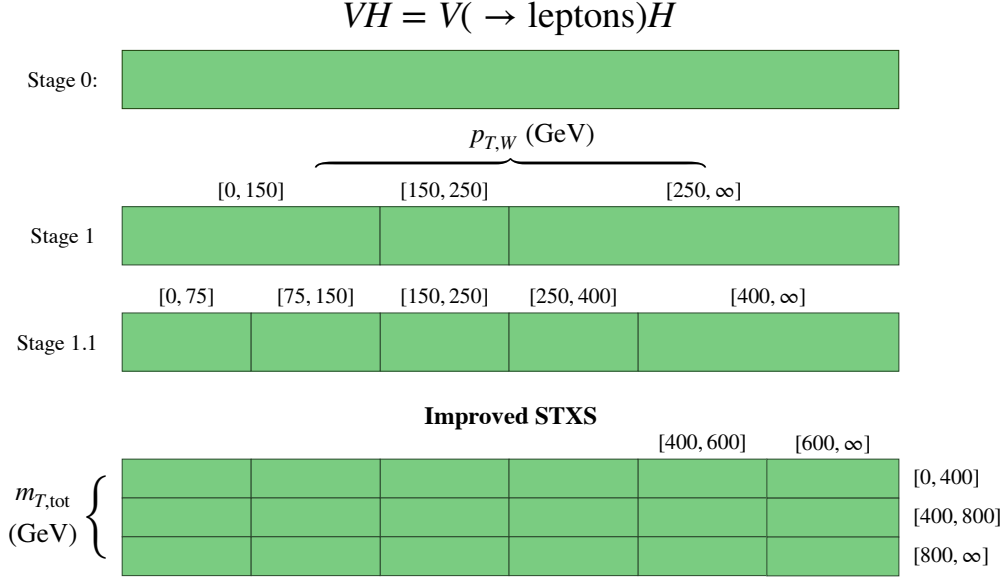 VH = V( → leptons)H
Stage 0:
p_{T,W} (GeV)
[0, 150] [150, 250] [250, ∞]
Stage 1
[0, 75] [75, 150] [150, 250] [250, 400] [400, ∞]
Stage 1.1
Improved STXS
[400, 600] [600, ∞]
m_{T,tot}
(GeV)
[0, 400]
[400, 800]
[800, ∞]